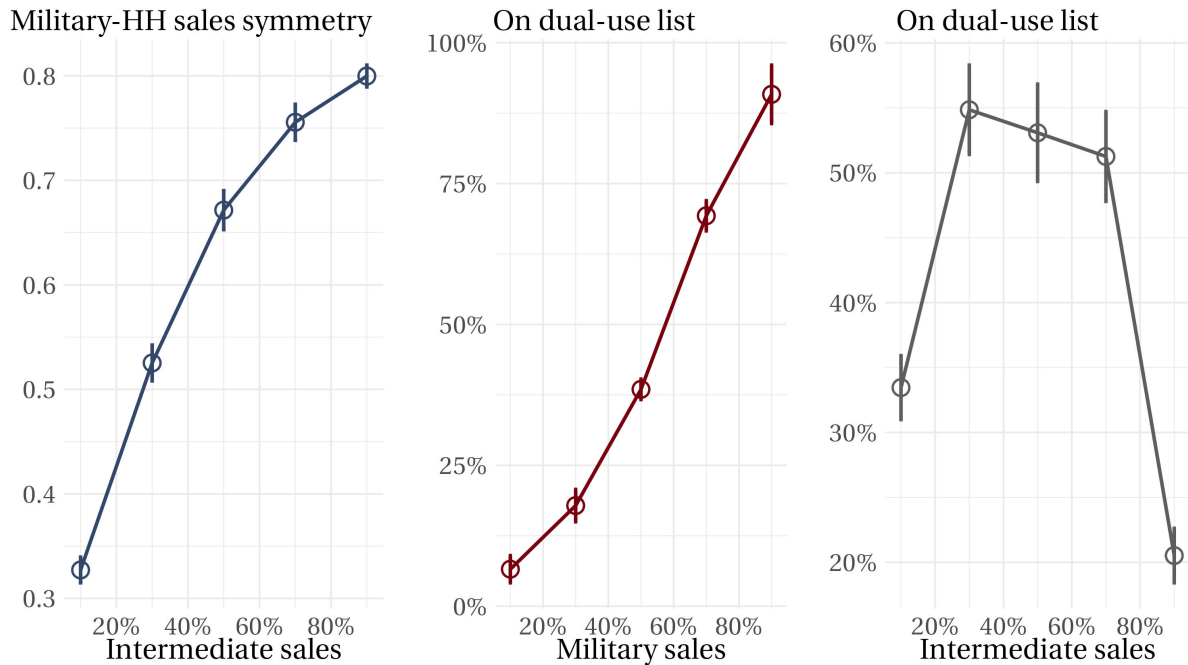 Military-HH sales symmetry
0.8
0.7
0.6
0.5
0.4
0.3
20% 40% 60% 80%
Intermediate sales
On dual-use list
100%
75%
50%
25%
0%
20% 40% 60% 80%
Military sales
On dual-use list
60%
50%
40%
30%
20%
20% 40% 60% 80%
Intermediate sales